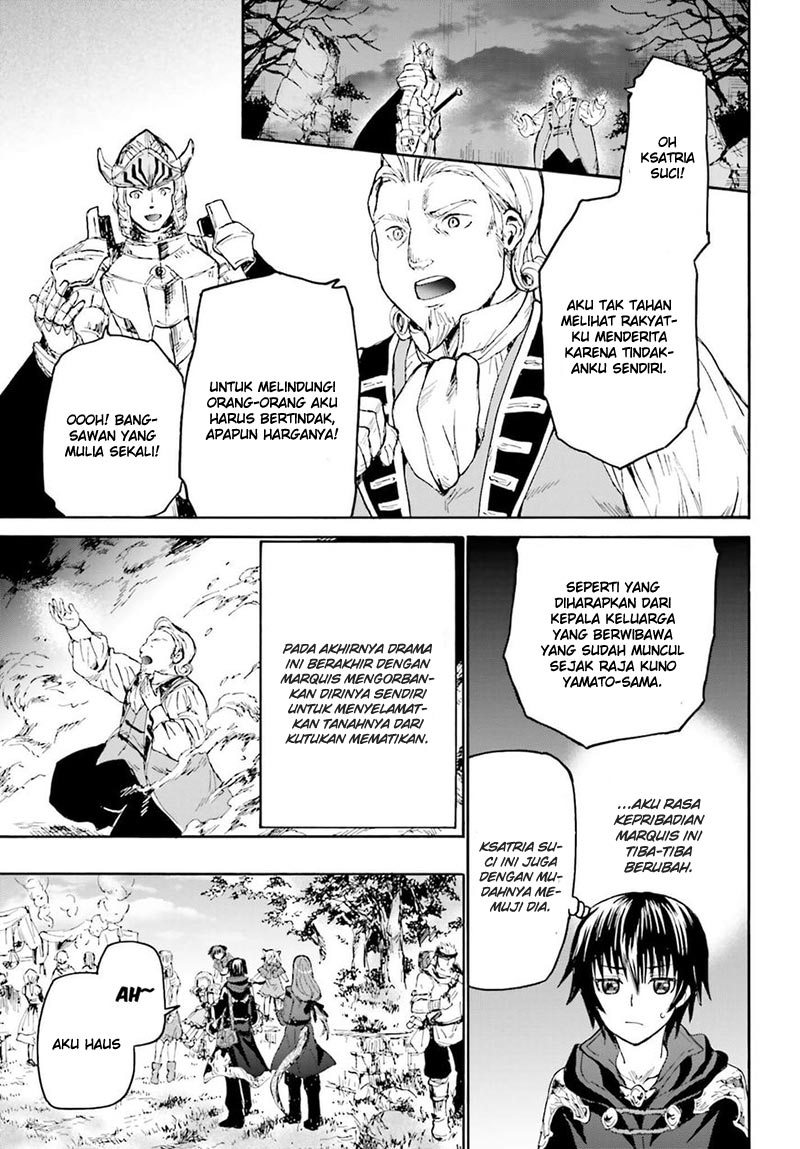 OH
KSATRIA
SUCI!
AKU TAK TAHAN
MELIHAT RAKYAT-
KU MENDERITA
KARENA TINDAK-
ANKU SENDIRI.
UNTUK MELINDUNGI
ORANG-ORANG AKU
HARUS BERTINDAK,
APAPUN HARGANYA!
OOOH! BANG-
SAWAN YANG
MULIA SEKALI!
SEPERTI YANG
DIHARAPKAN DARI
KEPALA KELUARGA
YANG BERWIBAWA
YANG SUDAH MUNCUL
SEJAK RAJA KUNO
YAMATO-SAMA.
...AKU RASA
KEPRIBADIAN
MARQUIS INI
TIBA-TIBA
BERUBAH.
KSATRIA SU-
CI INI JUGA
DENGAN MU-
DAHNYA ME-
MUJI DIA.
PADA AKHIRNYA DRAMA
INI BERAKHIR DENGAN
MARQUIS MENGORBAN-
KAN DIRINYA SENDIRI
UNTUK MENYELAMAT-
KAN TANAHNYA DARI
KUTUKAN MEMATIKAN.
AH~
AKU HAUS